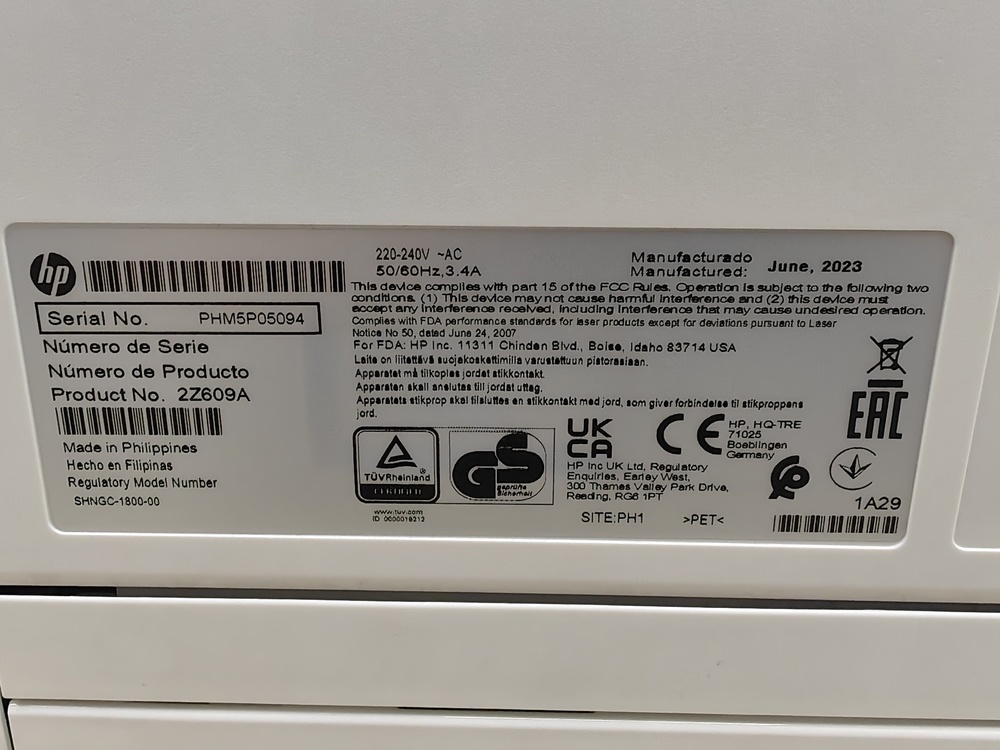 hp
Serial No. PHM5P05094
Número de Serie
Número de Producto
Product No. 2Z609A
Made in Philippines
Hecho en Filipinas
Regulatory Model Number
SHNGC-1800-00
220-240V ~AC
50/60Hz,3.4A
Manufacturado
Manufactured: June, 2023
This device complies with part 15 of the FCC Rules. Operation is subject to the following two
conditions. (1) This device may not cause harmful interference and (2) this device must
accept any interference received, including interference that may cause undesired operation.
Complies with FDA performance standards for laser products except for deviations pursuant to Laser
Notice No 50, dated June 24, 2007
For FDA: HP Inc. 11311 Chinden Blvd., Boise, Idaho 83714 USA
Laite on liitettävä suojakoskettimilla varustettuun pistorasiaan.
Apparatet må tilkoples jordet stikkontakt.
Apparaten skall anslutas till jordat uttag.
Apparatets stikprop skal tilsluttes en stikkontakt med jord, som giver forbindelse til stikproppens
jord.
TÜVRheinland
CERTIFIED
www.tuv.com
ID 0000018212
GS
geprüfte
Sicherheit
UK
CA
HP Inc UK Ltd, Regulatory
Enquiries, Earley West,
300 Thames Valley Park Drive,
Reading, RG6 1PT
SITE:PH1 >PET<
CE
HP, HQ-TRE
71025
Boeblingen
Germany
EAC
1A29